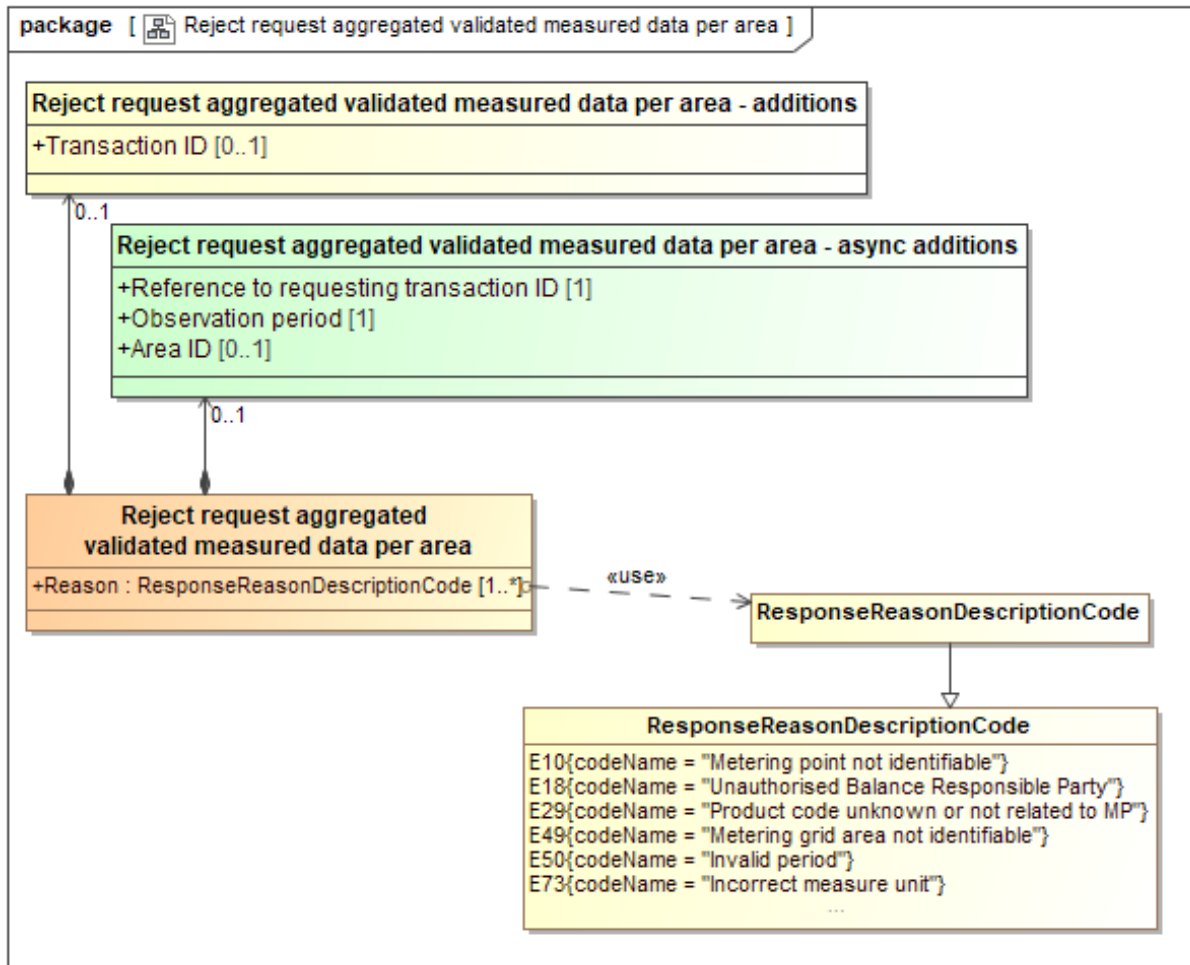 package [ Reject request aggregated validated measured data per area ]
Reject request aggregated validated measured data per area - additions
+Transaction ID [0..1]
0..1
Reject request aggregated validated measured data per area - async additions
+Reference to requesting transaction ID [1]
+Observation period [1]
+Area ID [0..1]
0..1
Reject request aggregated
validated measured data per area
+Reason : ResponseReasonDescriptionCode [1..*]
«use»
ResponseReasonDescriptionCode
ResponseReasonDescriptionCode
E10{codeName = "Metering point not identifiable"}
E18{codeName = "Unauthorised Balance Responsible Party"}
E29{codeName = "Product code unknown or not related to MP"}
E49{codeName = "Metering grid area not identifiable"}
E50{codeName = "Invalid period"}
E73{codeName = "Incorrect measure unit"}
...